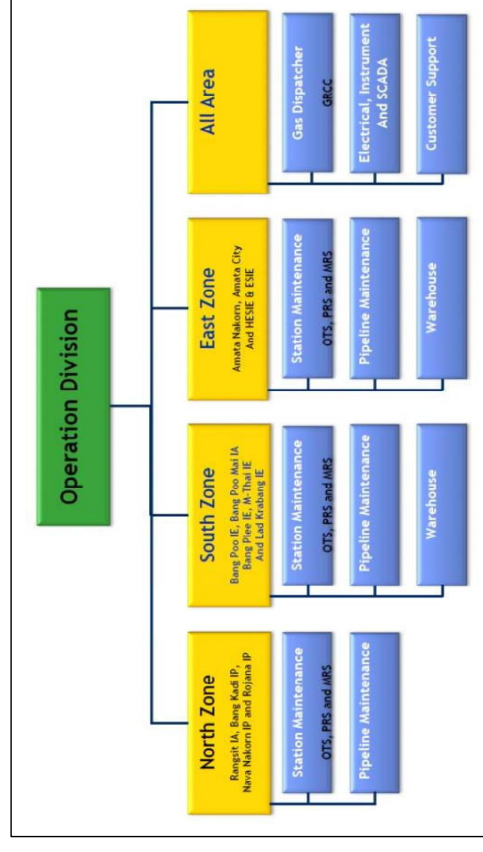 Operation Division
North Zone
Rangsit IA, Bang Kadi IP,
Nava Nakorn IP and Rojana IP
Station Maintenance
OTS, PRS and MRS
Pipeline Maintenance
South Zone
Bang Poo IE, Bang Poo Mai IA
Bang Plee IE, M-Thai IE
And Lad Krabang IE
Station Maintenance
OTS, PRS and MRS
Pipeline Maintenance
Warehouse
East Zone
Amata Nakorn, Amata City
And HESIE & ESIE
Station Maintenance
OTS, PRS and MRS
Pipeline Maintenance
Warehouse
All Area
Gas Dispatcher
GRCC
Electrical, Instrument
And SCADA
Customer Support